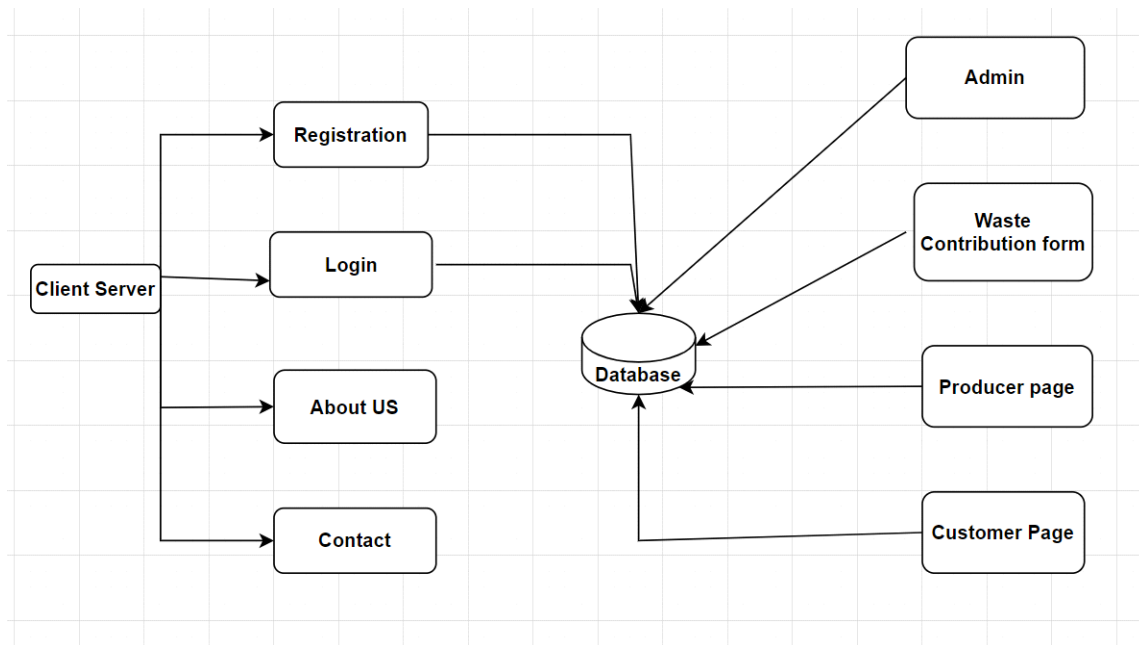 Admin
Registration
Waste
Contribution form
Login
Client Server
Database
Producer page
About US
Customer Page
Contact